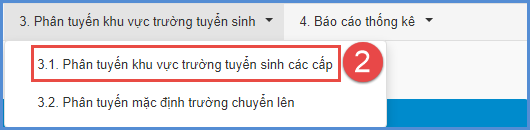 3. Phân tuyến khu vực trường tuyển sinh 4. Báo cáo thống kê
3.1. Phân tuyến khu vực trường tuyển sinh các cấp 2
3.2. Phân tuyến mặc định trường chuyển lên